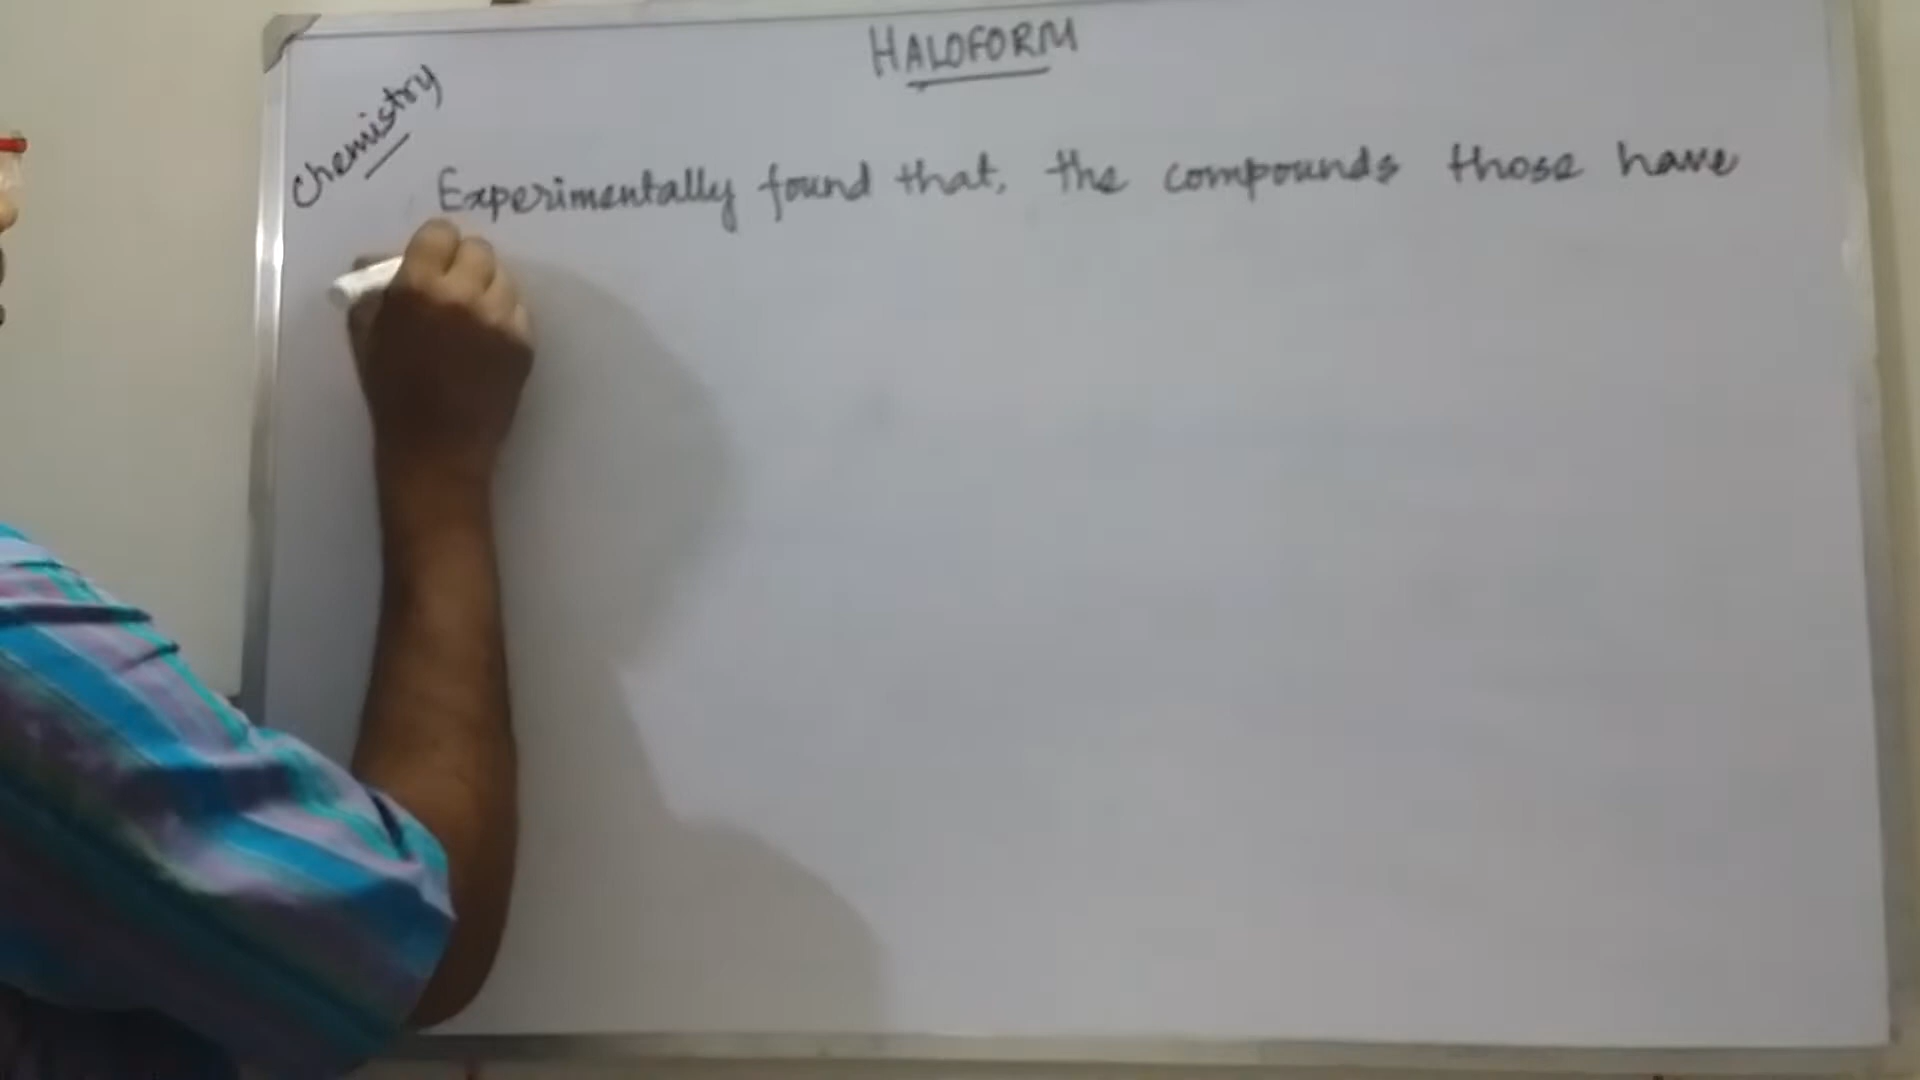 HALOFORM
Chemistry
Experimentally found that, the compounds those have